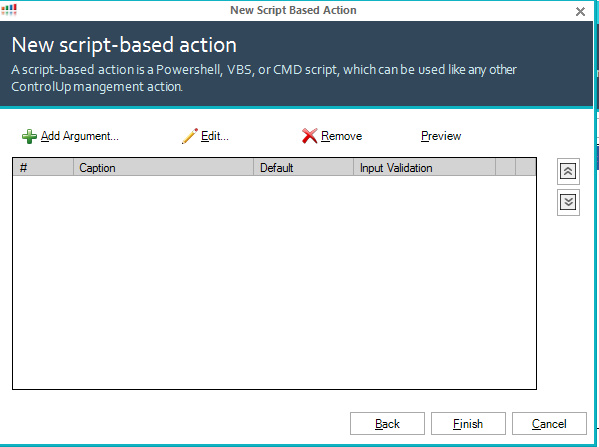 New Script Based Action
New script-based action
A script-based action is a Powershell, VBS, or CMD script, which can be used like any other
ControlUp mangement action.
Add Argument... Edit... Remove Preview
# Caption Default Input Validation
Back Finish Cancel